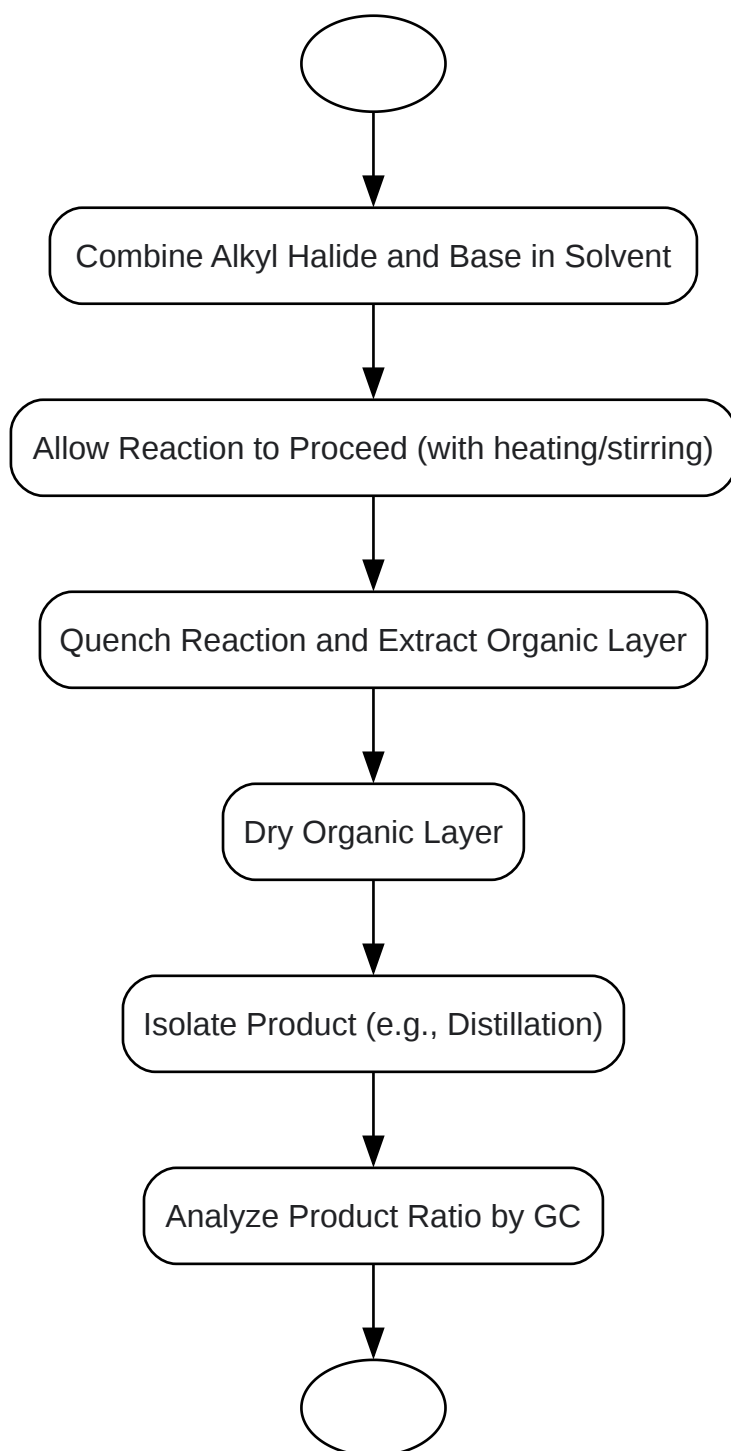 Combine Alkyl Halide and Base in Solvent
Allow Reaction to Proceed (with heating/stirring)
Quench Reaction and Extract Organic Layer
Dry Organic Layer
Isolate Product (e.g., Distillation)
Analyze Product Ratio by GC